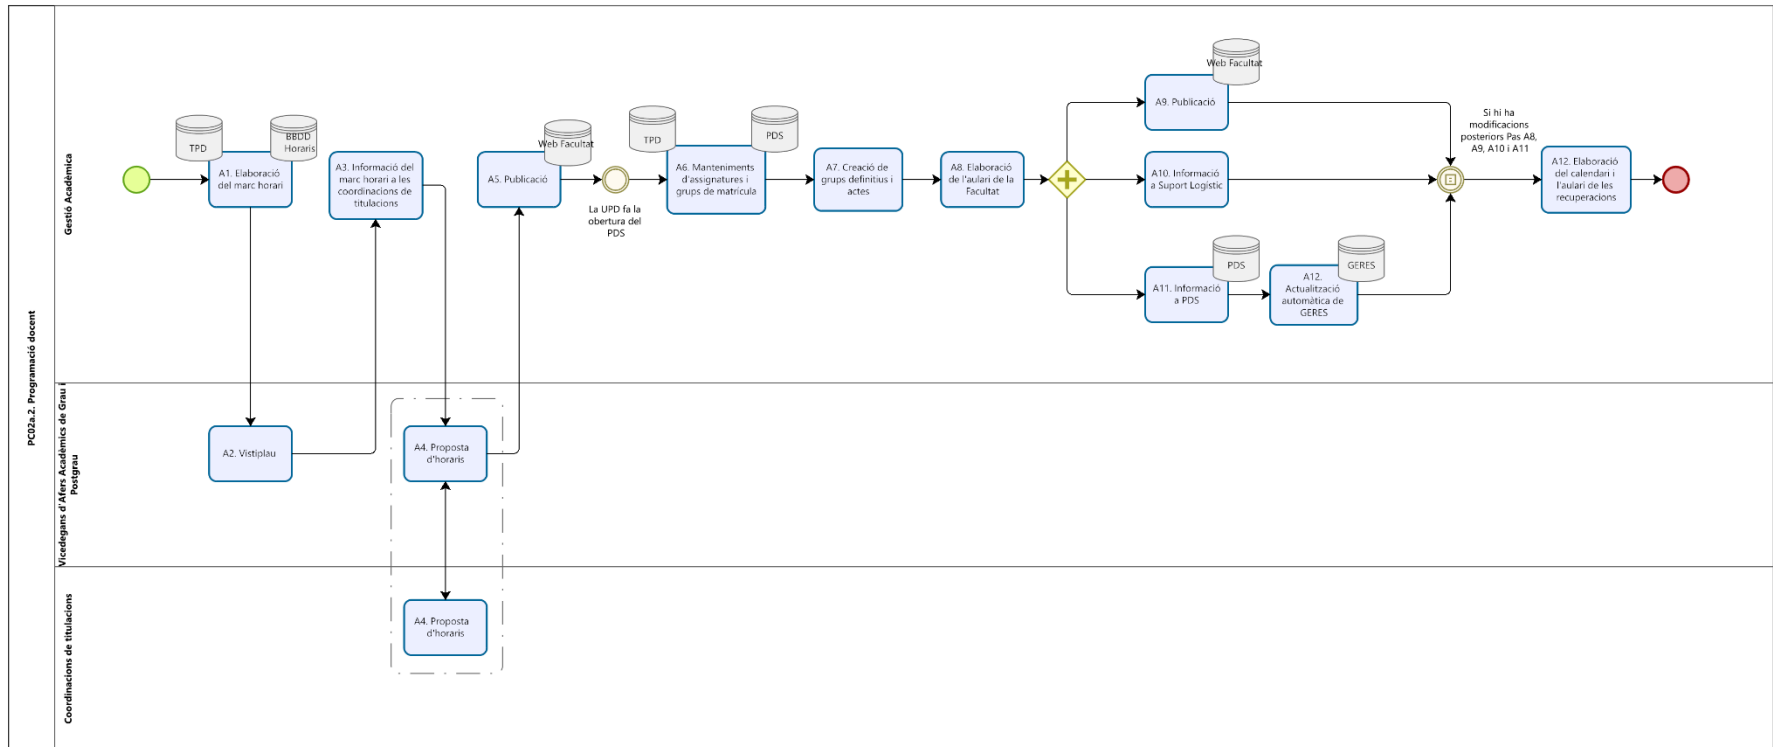 PC02a.2. Programació docent
Gestió Acadèmica
TPD
BBDD
Horaris
A1. Elaboració
del marc horari
A3. Informació del
marc horari a les
coordinacions de
titulacions
Web Facultat
A5. Publicació
La UPD fa la
obertura del
PDS
TPD
PDS
A6. Manteniments
d'assignatures i
grups de matrícula
A7. Creació de
grups definitius i
actes
A8. Elaboració
de l'aulari de la
Facultat
Web Facultat
A9. Publicació
A10. Informació
a Suport Logístic
PDS
A11. Informació
a PDS
GERES
A12.
Actualització
automàtica de
GERES
Si hi ha
modificacions
posteriors Pas A8,
A9, A10 i A11
A12. Elaboració
del calendari i
l'aulari de les
recuperacions
Vicedegans d'Afers Acadèmics de Grau i
Postgrau
A2. Vistiplau
A4. Proposta
d'horaris
Coordinacions de titulacions
A4. Proposta
d'horaris